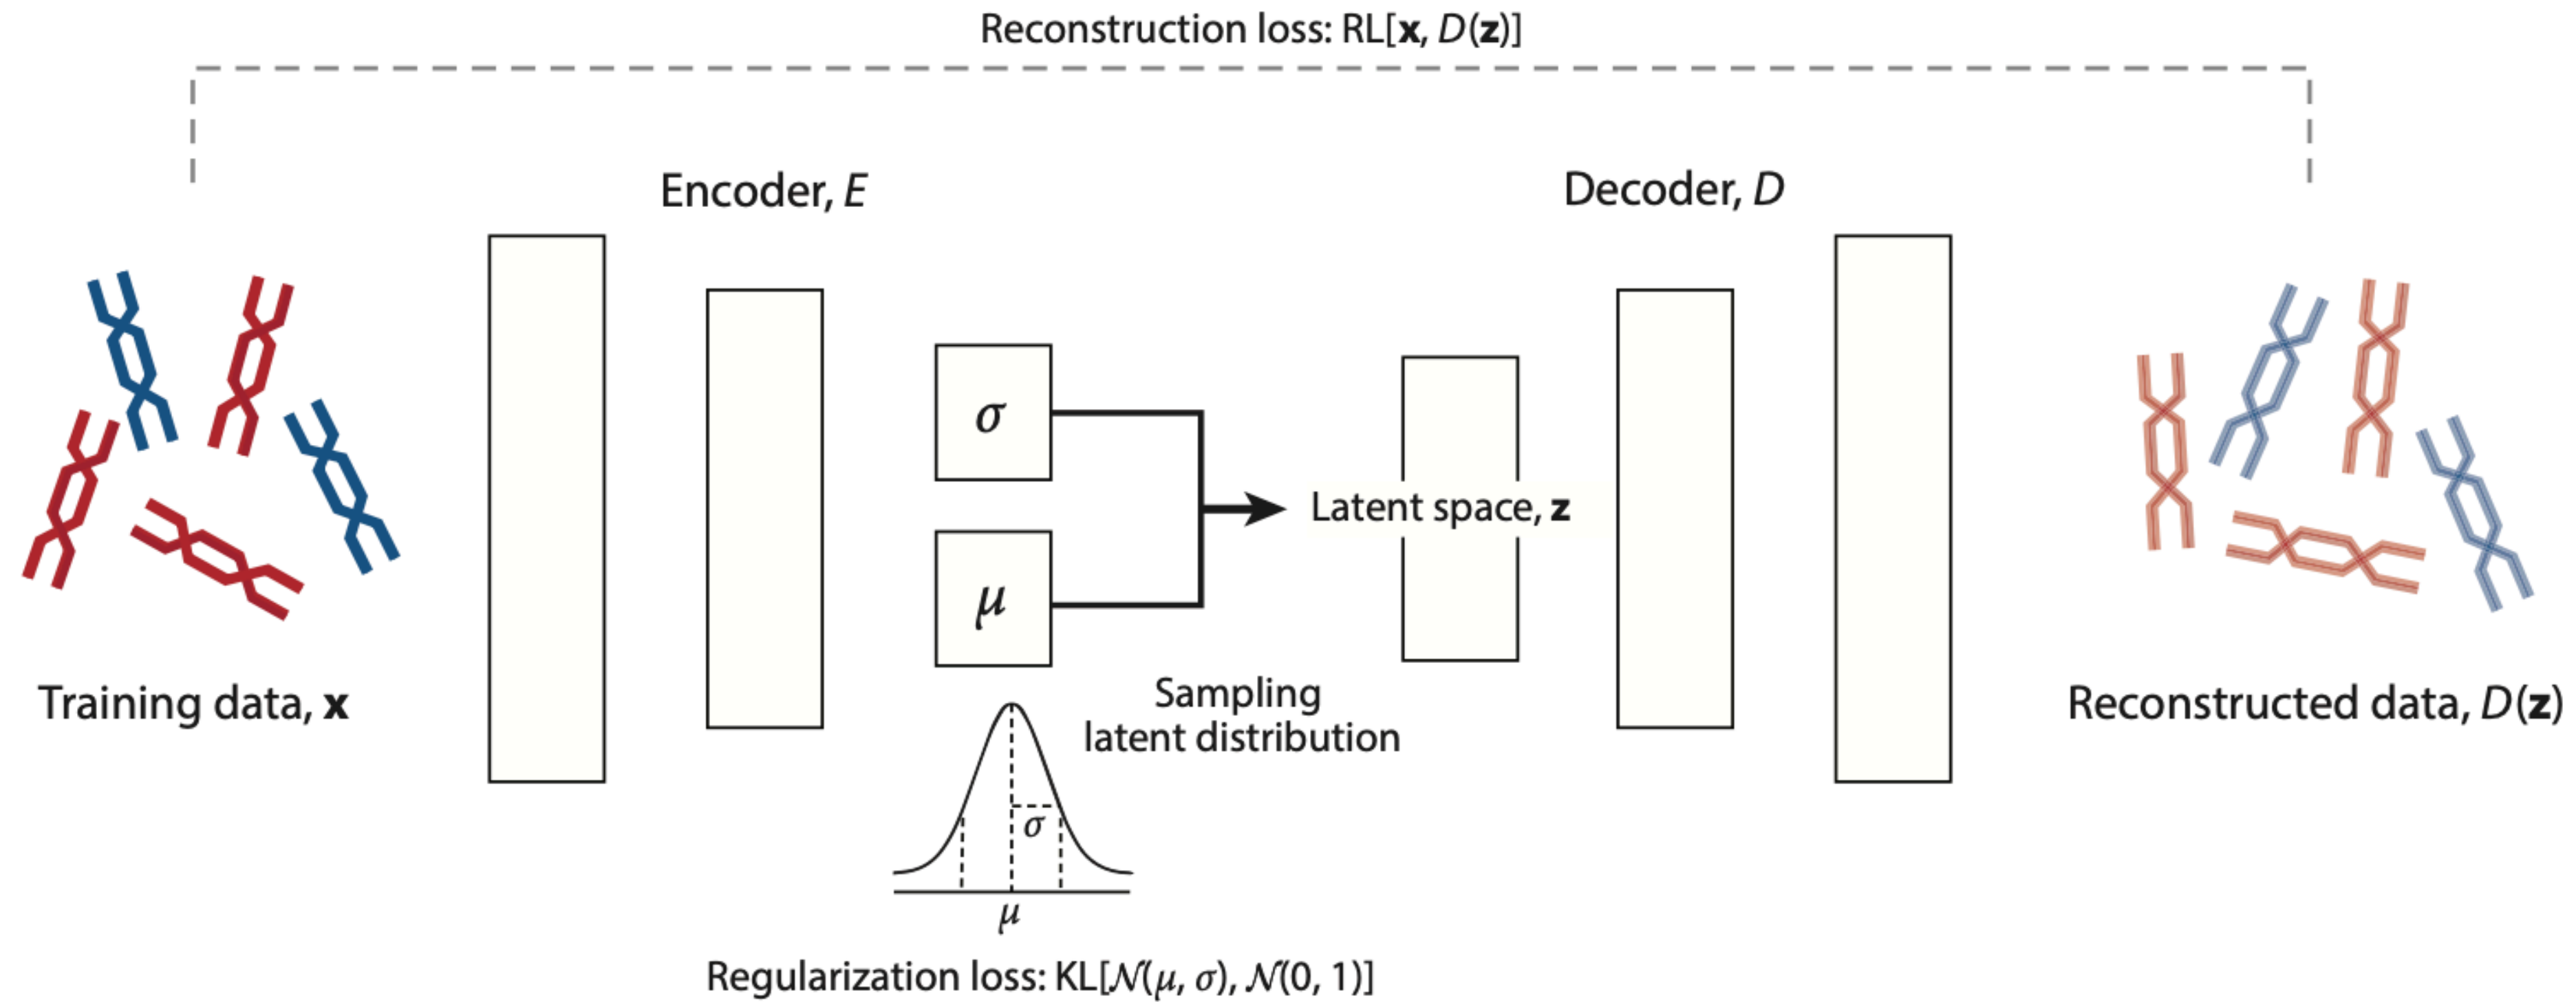 Reconstruction loss: RL[x, D(z)]
Encoder, E
Decoder, D
σ
μ
Latent space, z
Training data, x
Sampling
latent distribution
Reconstructed data, D(z)
σ
μ
Regularization loss: KL[𝒩(μ, σ), 𝒩(0, 1)]